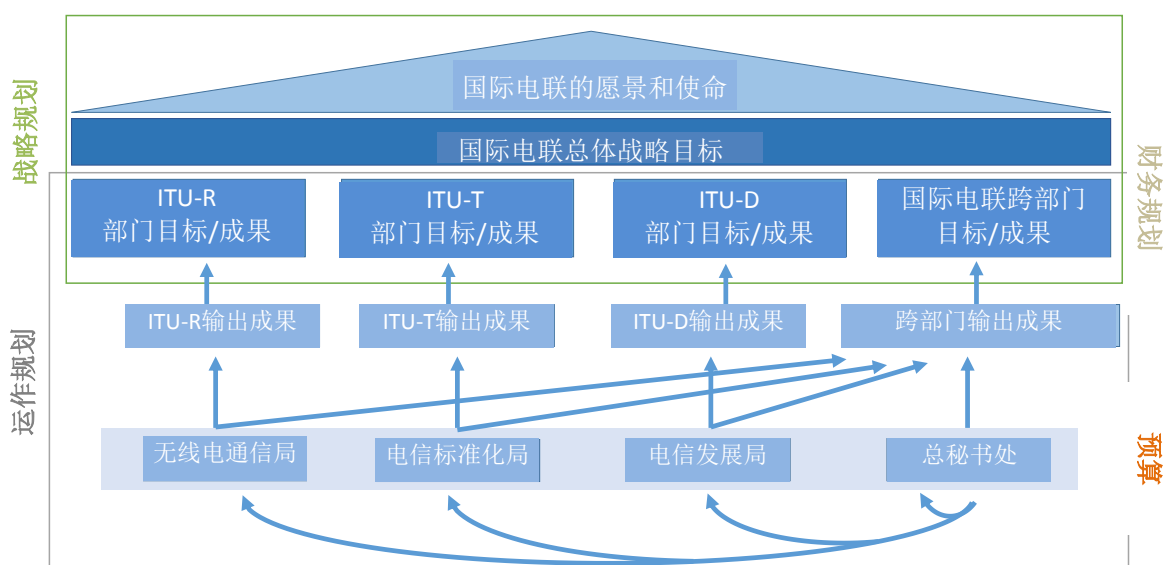 国际电联的愿景和使命
国际电联总体战略目标
战略规划
财务规划
ITU-R
部门目标/成果
ITU-T
部门目标/成果
ITU-D
部门目标/成果
国际电联跨部门
目标/成果
ITU-R输出成果
ITU-T输出成果
ITU-D输出成果
跨部门输出成果
运作规划
无线电通信局
电信标准化局
电信发展局
总秘书处
预算